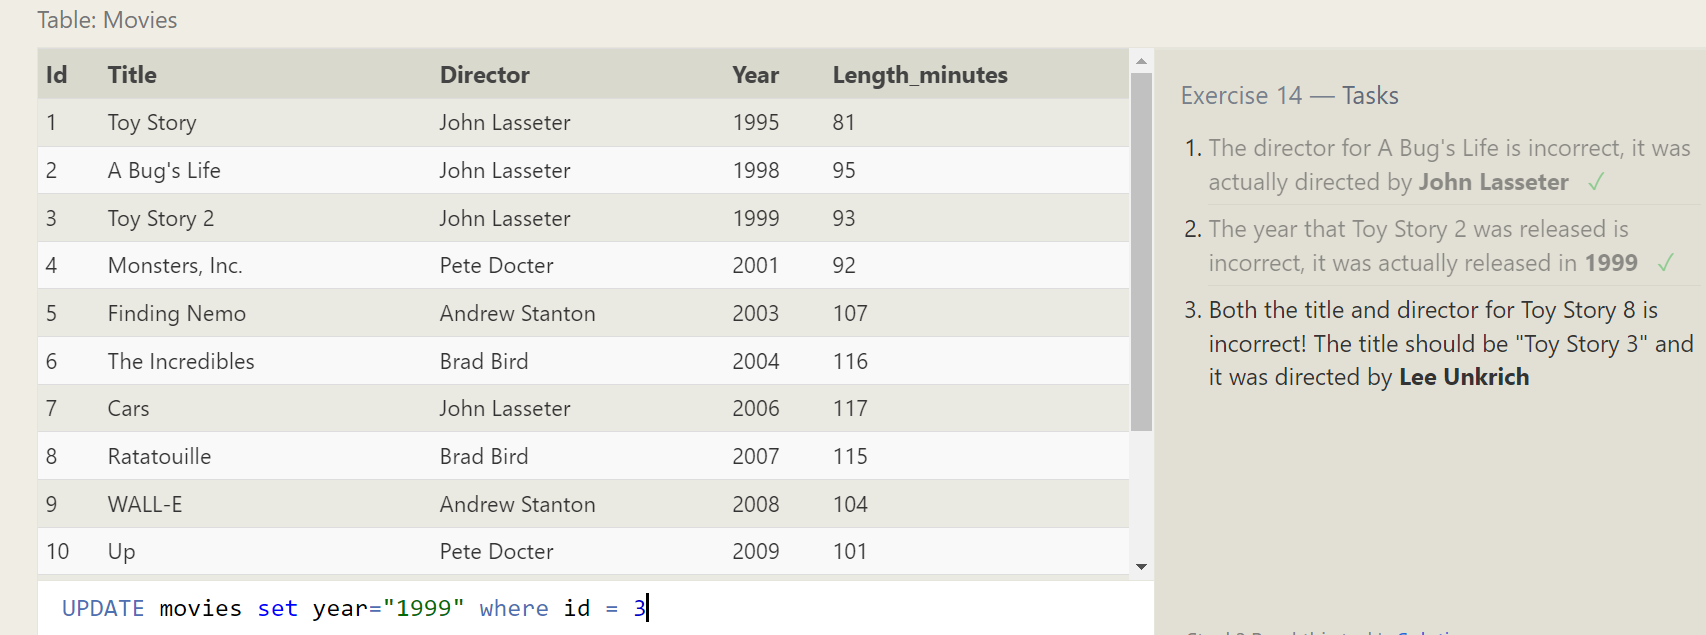 Table: Movies
Id Title Director Year Length_minutes
1 Toy Story John Lasseter 1995 81
2 A Bug's Life John Lasseter 1998 95
3 Toy Story 2 John Lasseter 1999 93
4 Monsters, Inc. Pete Docter 2001 92
5 Finding Nemo Andrew Stanton 2003 107
6 The Incredibles Brad Bird 2004 116
7 Cars John Lasseter 2006 117
8 Ratatouille Brad Bird 2007 115
9 WALL-E Andrew Stanton 2008 104
10 Up Pete Docter 2009 101
UPDATE movies set year="1999" where id = 3
Exercise 14 — Tasks
1. The director for A Bug's Life is incorrect, it was
actually directed by John Lasseter ✓
2. The year that Toy Story 2 was released is
incorrect, it was actually released in 1999 ✓
3. Both the title and director for Toy Story 8 is
incorrect! The title should be "Toy Story 3" and
it was directed by Lee Unkrich